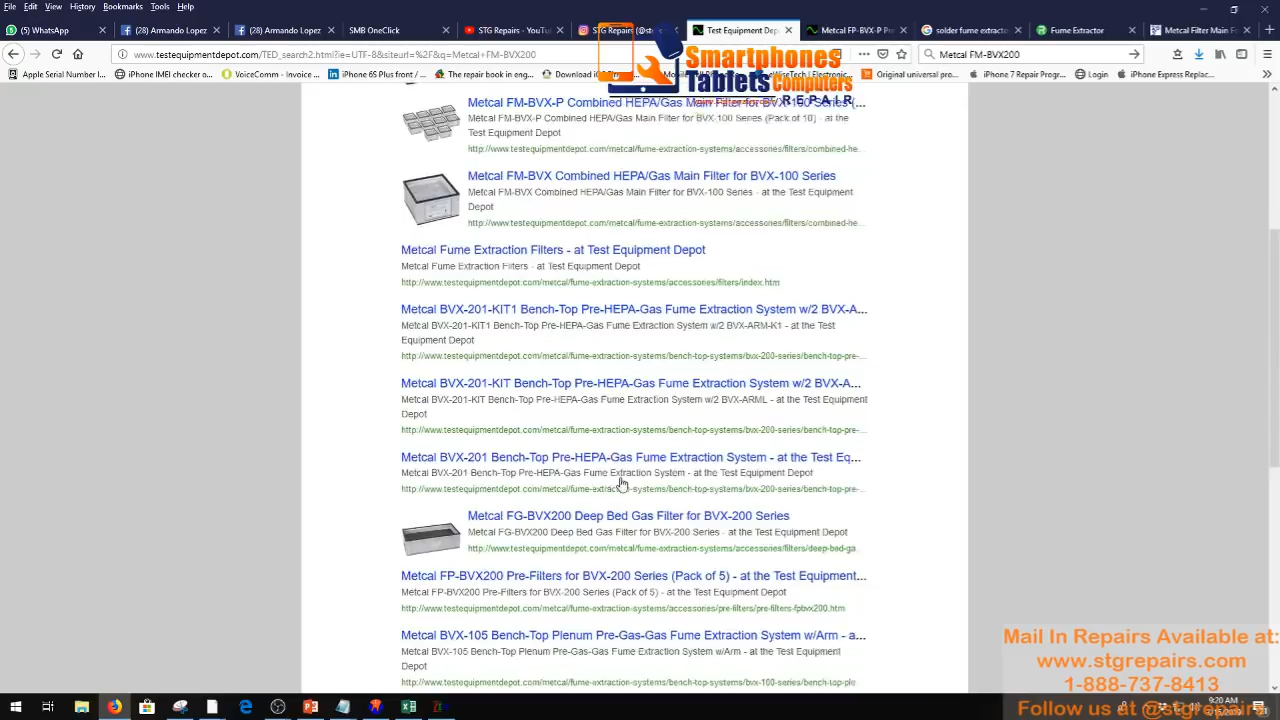 File Edit View History Bookmarks Tools Help
(3) WhatsApp
(8) Armando Lopez
SMB OneClick
(8) Armando Lopez
STG Repairs - YouTube
STG Repairs (@stg
Test Equipment Dep
Metcal FP-BVX-P Pre
solder fume extracto
Fume Extraction
Metcal Filter Main Fo
www.testequipmentdepot.com/TED_search2.html?ie=UTF-8&siteurl=%2F&q=Metcal+FM-BVX200
Metcal FM-BVX200
Apple Serial Number
iPhone IMEI checker
VoiceComm - Invoice
iPhone 6S Plus front /
The repair book in eng
Download iOS
Tech | Electronic
Original universal pro
iPhone 7 Repair Progr
Login
iPhone Express Replac
Smartphones
Tablets Computers
REPAIR
Metcal FM-BVX-P Combined HEPA/Gas Main Filter for BVX-100 Series (...
Metcal FM-BVX-P Combined HEPA/Gas Main Filter for BVX-100 Series (Pack of 10) - at the
Test Equipment Depot
http://www.testequipmentdepot.com/metcal/fume-extraction-systems/accessories/filters/combined-he...
Metcal FM-BVX Combined HEPA/Gas Main Filter for BVX-100 Series
Metcal FM-BVX Combined HEPA/Gas Main Filter for BVX-100 Series - at the Test Equipment
Depot
http://www.testequipmentdepot.com/metcal/fume-extraction-systems/accessories/filters/combined-he...
Metcal Fume Extraction Filters - at Test Equipment Depot
Metcal Fume Extraction Filters - at Test Equipment Depot
http://www.testequipmentdepot.com/metcal/fume-extraction-systems/accessories/filters/index.htm
Metcal BVX-201-KIT1 Bench-Top Pre-HEPA-Gas Fume Extraction System w/2 BVX-A...
Metcal BVX-201-KIT1 Bench-Top Pre-HEPA-Gas Fume Extraction System w/2 BVX-ARM-K1 - at the Test
Equipment Depot
http://www.testequipmentdepot.com/metcal/fume-extraction-systems/bench-top-systems/bvx-200-series/bench-top-pre-...
Metcal BVX-201-KIT Bench-Top Pre-HEPA-Gas Fume Extraction System w/2 BVX-A...
Metcal BVX-201-KIT Bench-Top Pre-HEPA-Gas Fume Extraction System w/2 BVX-ARML - at the Test Equipment
Depot
http://www.testequipmentdepot.com/metcal/fume-extraction-systems/bench-top-systems/bvx-200-series/bench-top-pre-...
Metcal BVX-201 Bench-Top Pre-HEPA-Gas Fume Extraction System - at the Test Eq...
Metcal BVX-201 Bench-Top Pre-HEPA-Gas Fume Extraction System - at the Test Equipment Depot
http://www.testequipmentdepot.com/metcal/fume-extraction-systems/bench-top-systems/bvx-200-series/bench-top-pre-...
Metcal FG-BVX200 Deep Bed Gas Filter for BVX-200 Series
Metcal FG-BVX200 Deep Bed Gas Filter for BVX-200 Series - at the Test Equipment Depot
http://www.testequipmentdepot.com/metcal/fume-extraction-systems/accessories/filters/deep-bed-ga...
Metcal FP-BVX200 Pre-Filters for BVX-200 Series (Pack of 5) - at the Test Equipment...
Metcal FP-BVX200 Pre-Filters for BVX-200 Series (Pack of 5) - at the Test Equipment Depot
http://www.testequipmentdepot.com/metcal/fume-extraction-systems/accessories/pre-filters/pre-filters-fpbvx200.htm
Metcal BVX-105 Bench-Top Plenum Pre-Gas-Gas Fume Extraction System w/Arm - a...
Metcal BVX-105 Bench-Top Plenum Pre-Gas-Gas Fume Extraction System w/Arm - at the Test Equipment
Depot
http://www.testequipmentdepot.com/metcal/fume-extraction-systems/bench-top-systems/bvx-100-series/bench-top-ple...
Mail In Repairs Available at:
www.stgrepairs.com
1-888-737-8413
Follow us at @stgrepairs
9:20 AM